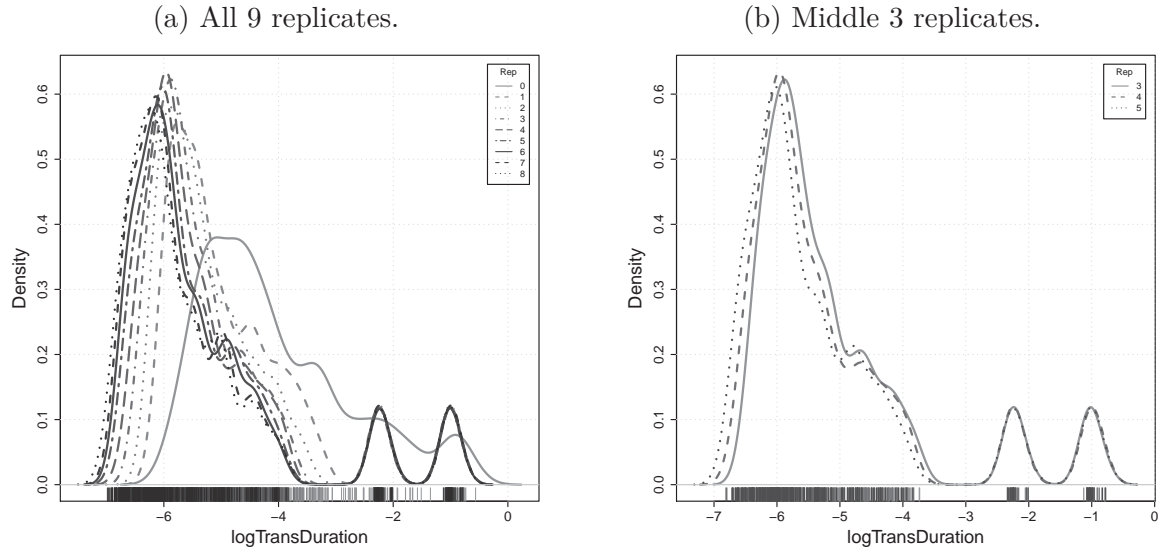 (a) All 9 replicates.
Density
0.0 0.1 0.2 0.3 0.4 0.5 0.6
Rep
0
1
2
3
4
5
6
7
8
−6 −4 −2 0
logTransDuration
(b) Middle 3 replicates.
Density
0.0 0.1 0.2 0.3 0.4 0.5 0.6
Rep
3
4
5
−7 −6 −5 −4 −3 −2 −1 0
logTransDuration